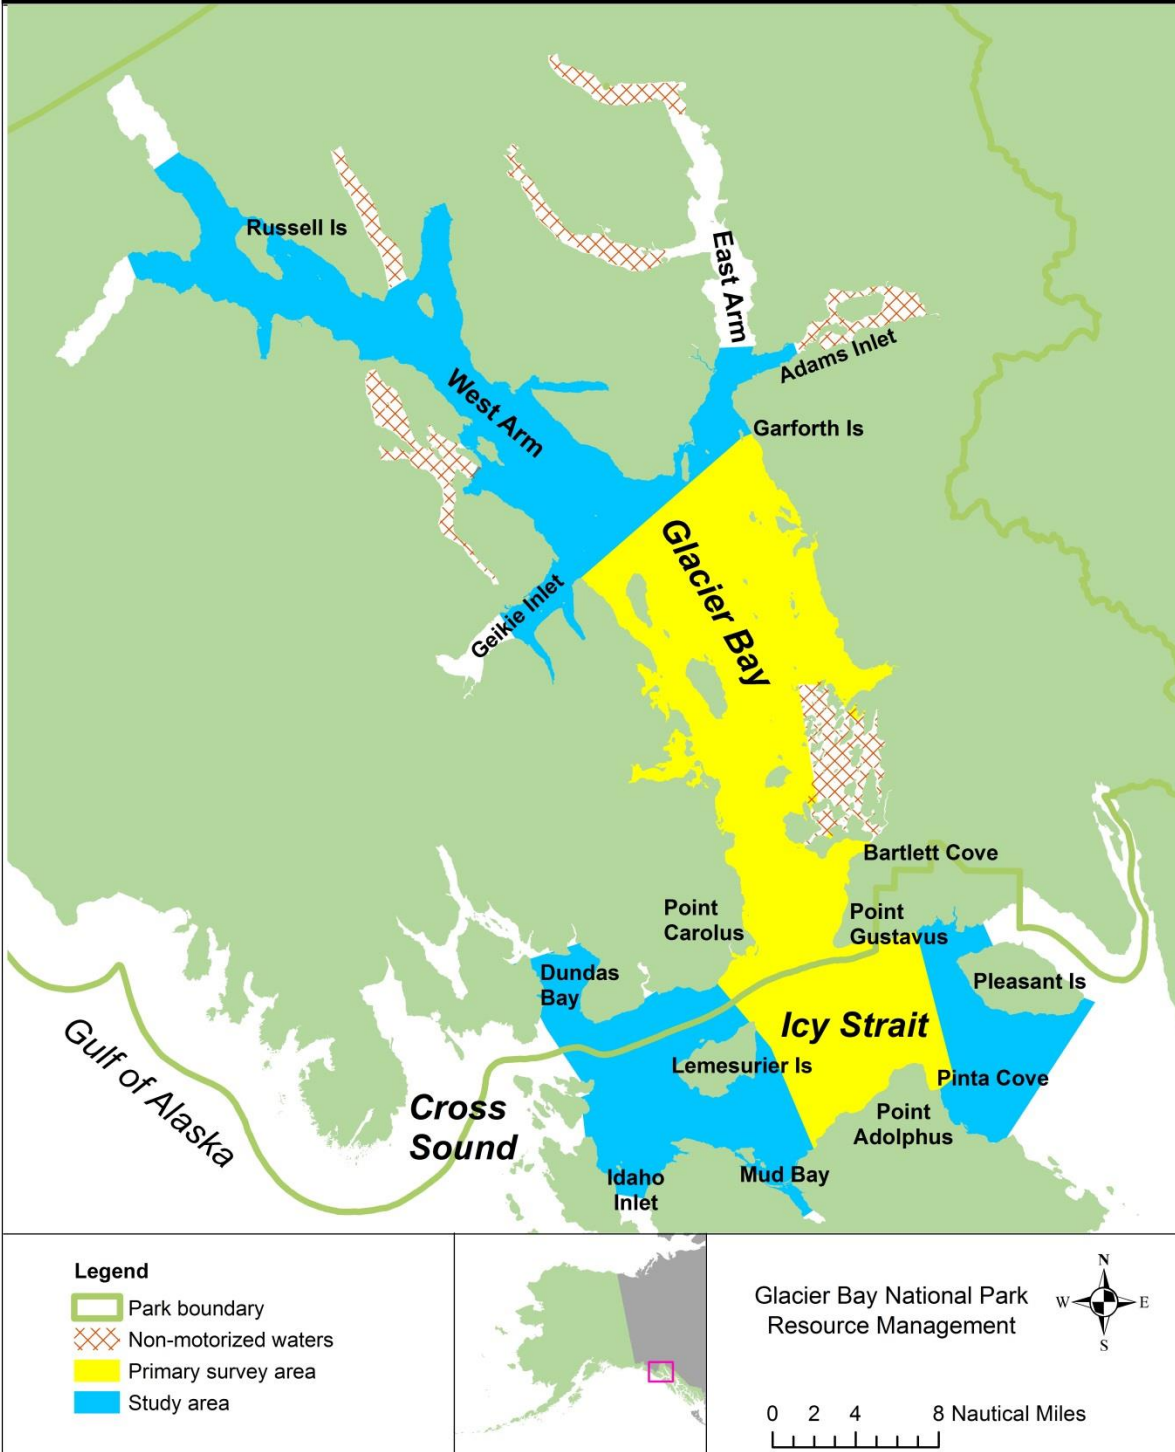 Russell Is
East Arm
Adams Inlet
West Arm
Garforth Is
Glacier Bay
Geikie Inlet
Bartlett Cove
Point
Carolus
Point
Gustavus
Dundas
Bay
Pleasant Is
Icy Strait
Gulf of Alaska
Lemesurier Is
Pinta Cove
Cross
Sound
Point
Adolphus
Idaho
Inlet
Mud Bay
Legend
Park boundary
Non-motorized waters
Primary survey area
Study area
Glacier Bay National Park
Resource Management
N
W E
S
0 2 4 8 Nautical Miles